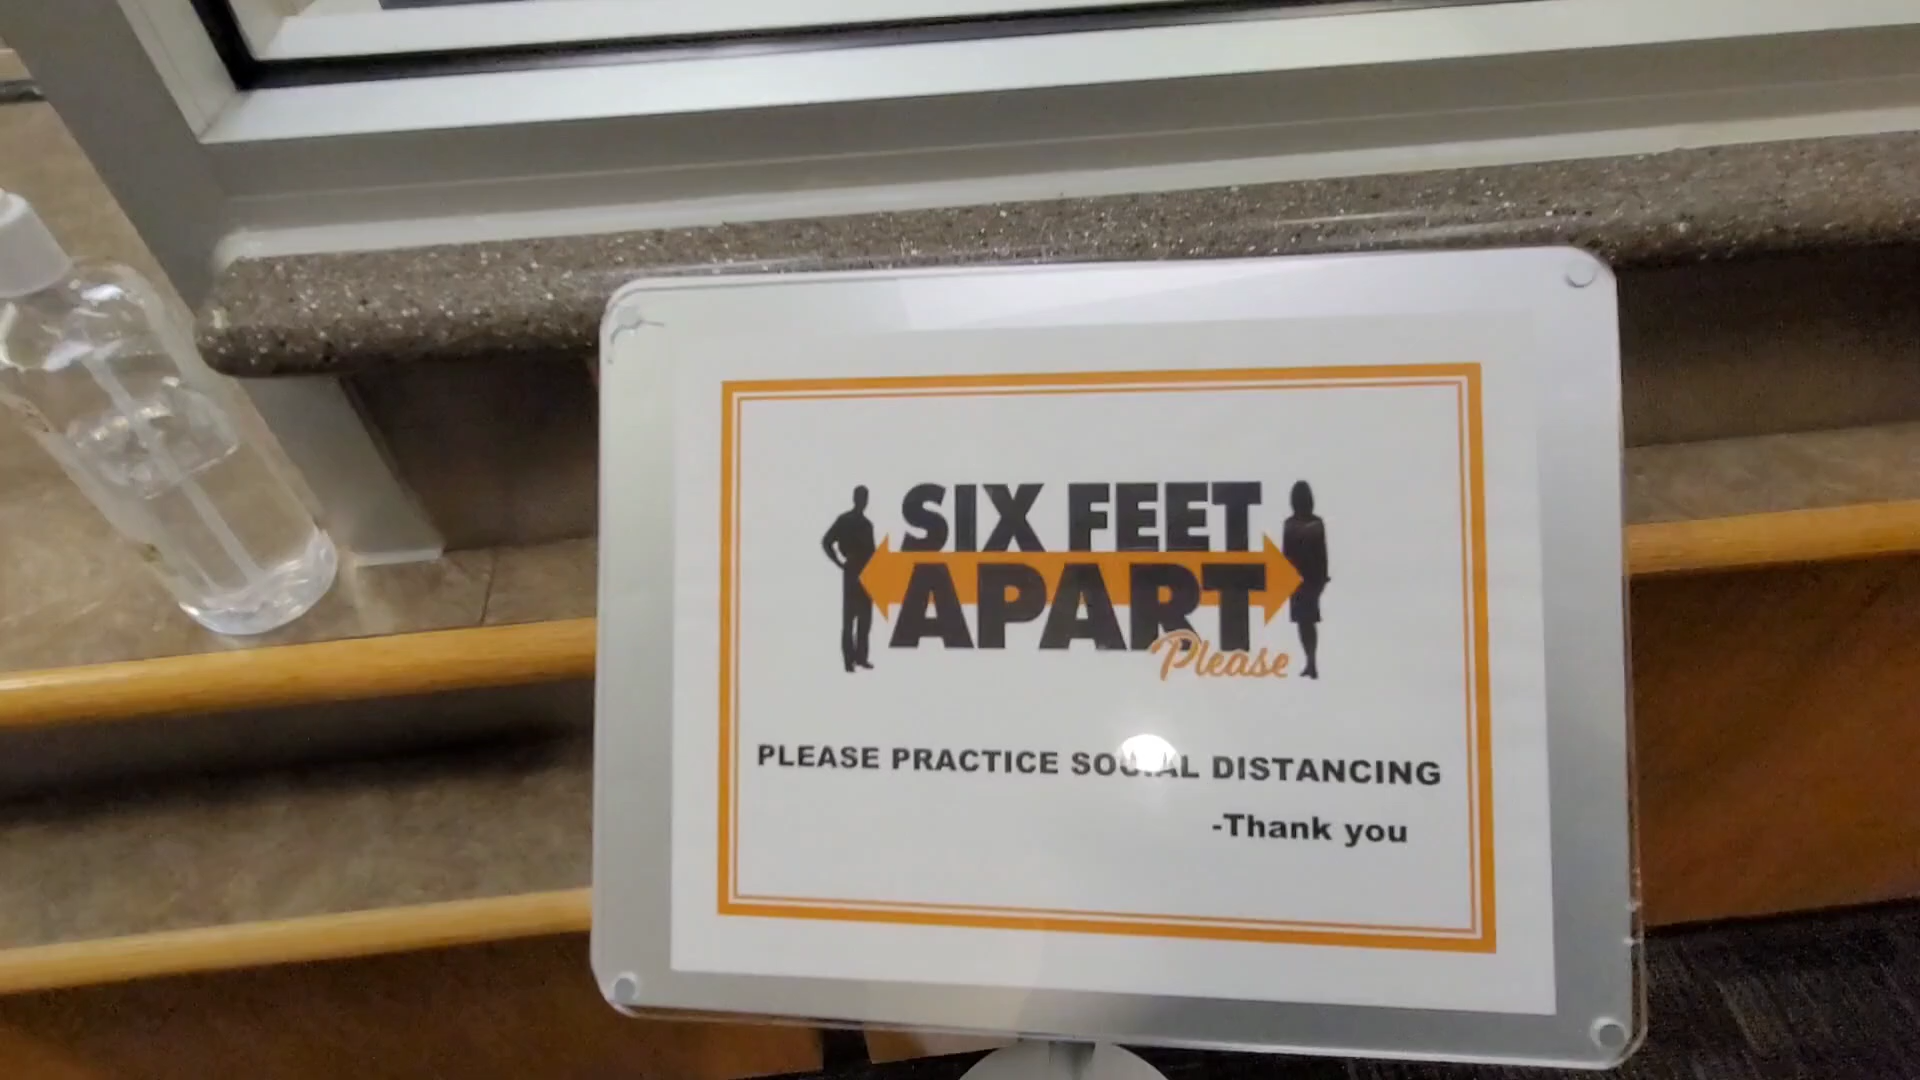 SIX FEET
APART
Please
PLEASE PRACTICE SOCIAL DISTANCING
-Thank you